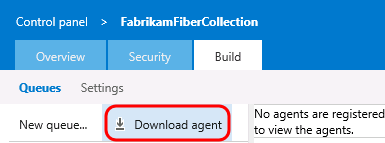 Control panel > FabrikamFiberCollection
Overview Security Build
Queues Settings
New queue... Download agent
No agents are registered
to view the agents.